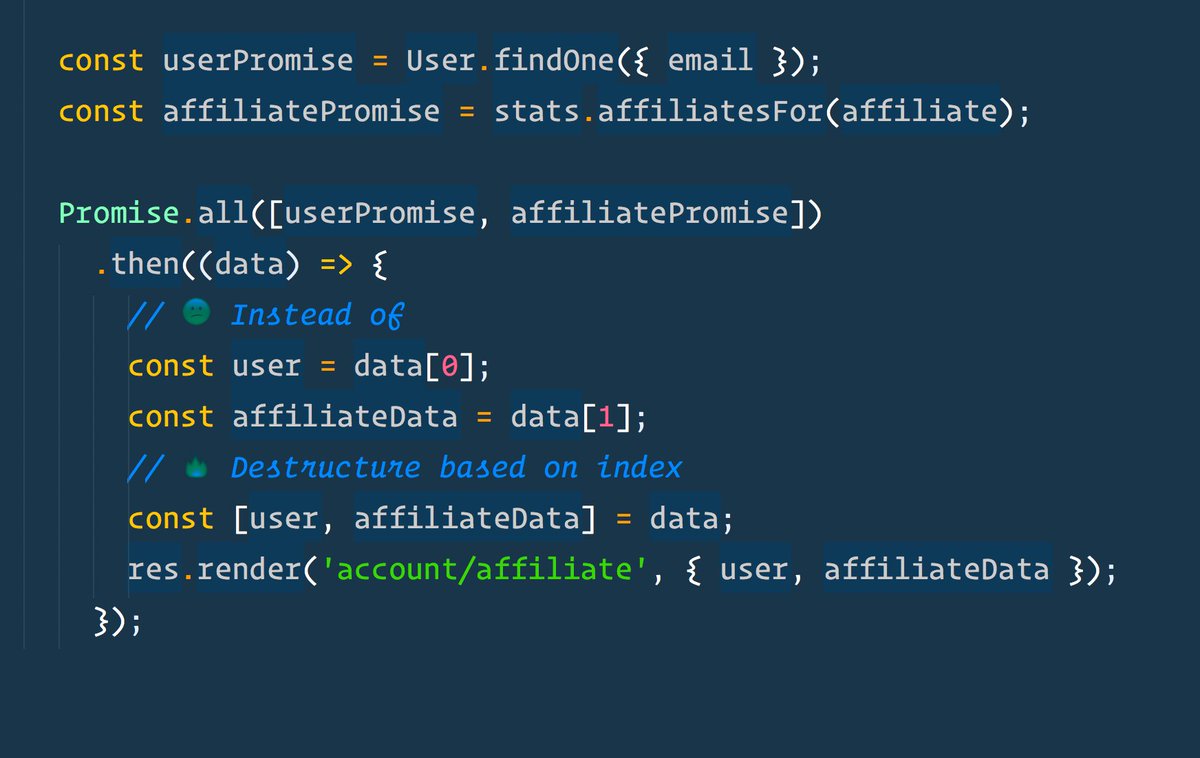 const userPromise = User.findOne({ email });
const affiliatePromise = stats.affiliatesFor(affiliate);
Promise.all([userPromise, affiliatePromise])
.then((data) => {
// 😕 Instead of
const user = data[0];
const affiliateData = data[1];
// 🔥 Destructure based on index
const [user, affiliateData] = data;
res.render('account/affiliate', { user, affiliateData });
});